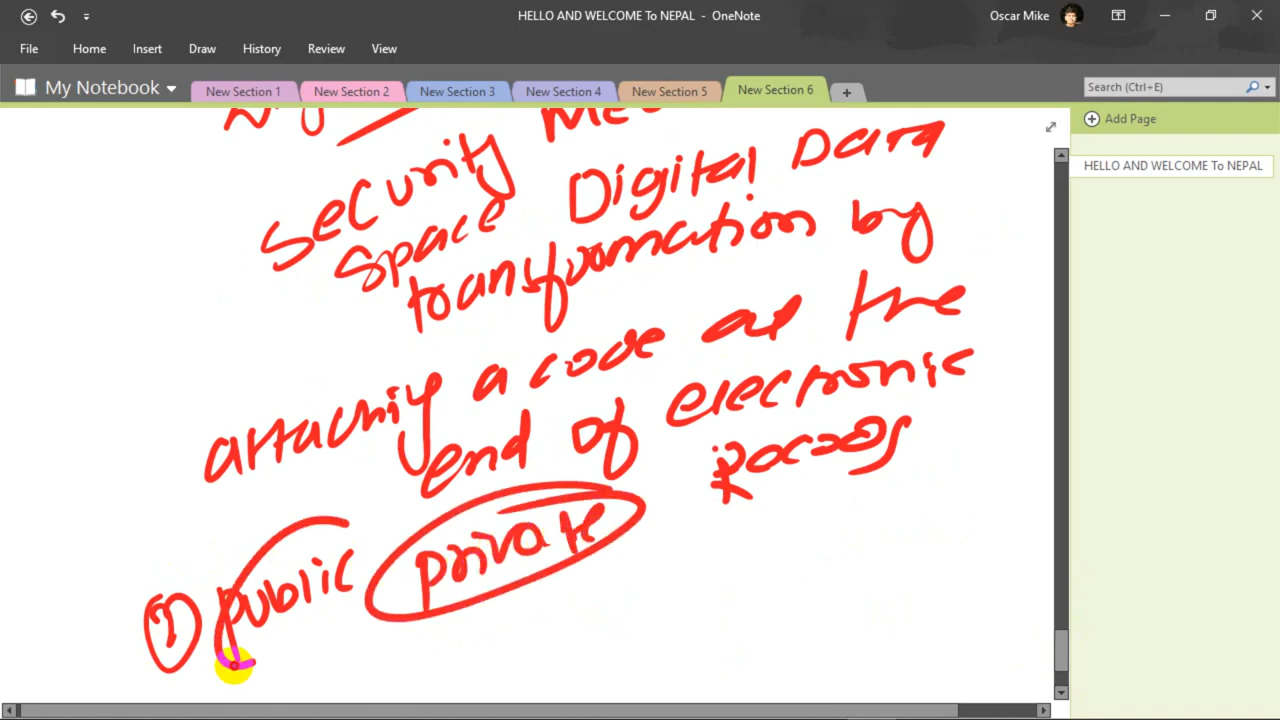 HELLO AND WELCOME To NEPAL - OneNote
Oscar Mike
File Home Insert Draw History Review View
My Notebook
New Section 1 New Section 2 New Section 3 New Section 4 New Section 5 New Section 6
Search (Ctrl+E)
Add Page
HELLO AND WELCOME To NEPAL
Security
Space Digital Data
transformation by
attaching a code at the
end of electronic
① public private